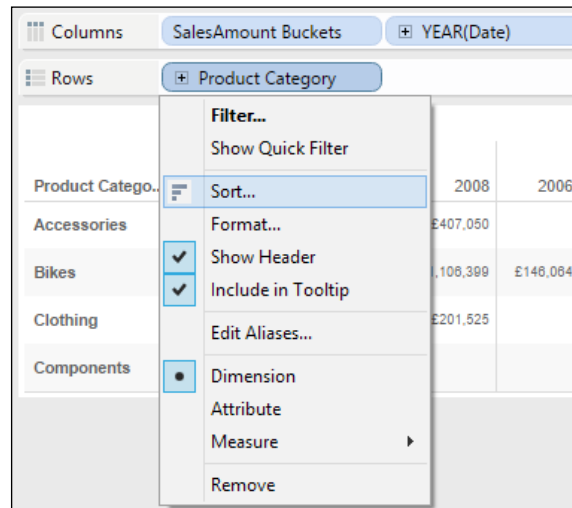 Columns SalesAmount Buckets YEAR(Date)
Rows Product Category
Filter...
Show Quick Filter
Product Catego.. Sort... 2008 2006
Accessories Format... £407,050
Show Header
Bikes ,106,399 £146,064
Include in Tooltip
Clothing £201,525
Edit Aliases...
Components Dimension
Attribute
Measure
Remove